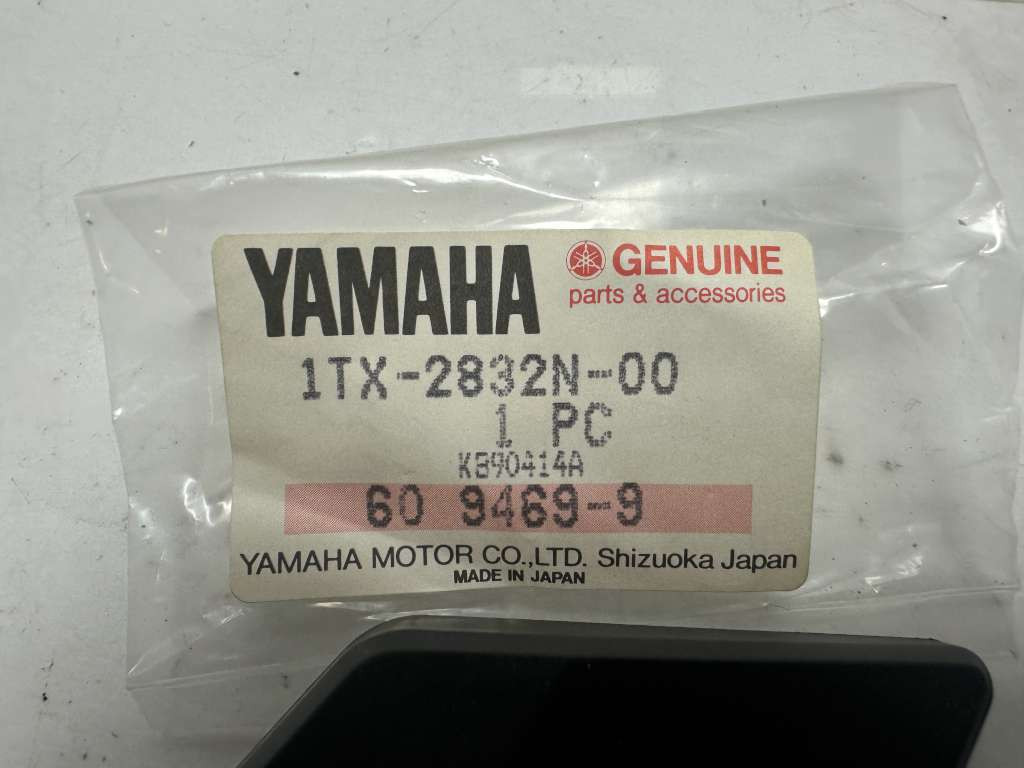 YAMAHA GENUINE
parts & accessories
1TX-2832N-00
1 PC
KB90414A
60 9469-9
YAMAHA MOTOR CO.,LTD. Shizuoka Japan
MADE IN JAPAN